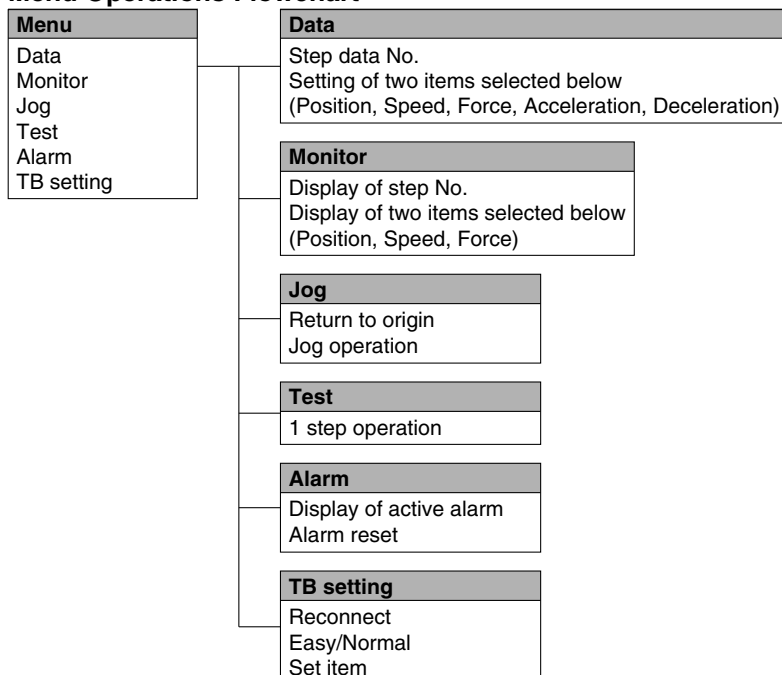 Menu Operations Flowchart
Menu
Data
Monitor
Jog
Test
Alarm
TB setting
Data
Step data No.
Setting of two items selected below
(Position, Speed, Force, Acceleration, Deceleration)
Monitor
Display of step No.
Display of two items selected below
(Position, Speed, Force)
Jog
Return to origin
Jog operation
Test
1 step operation
Alarm
Display of active alarm
Alarm reset
TB setting
Reconnect
Easy/Normal
Set item